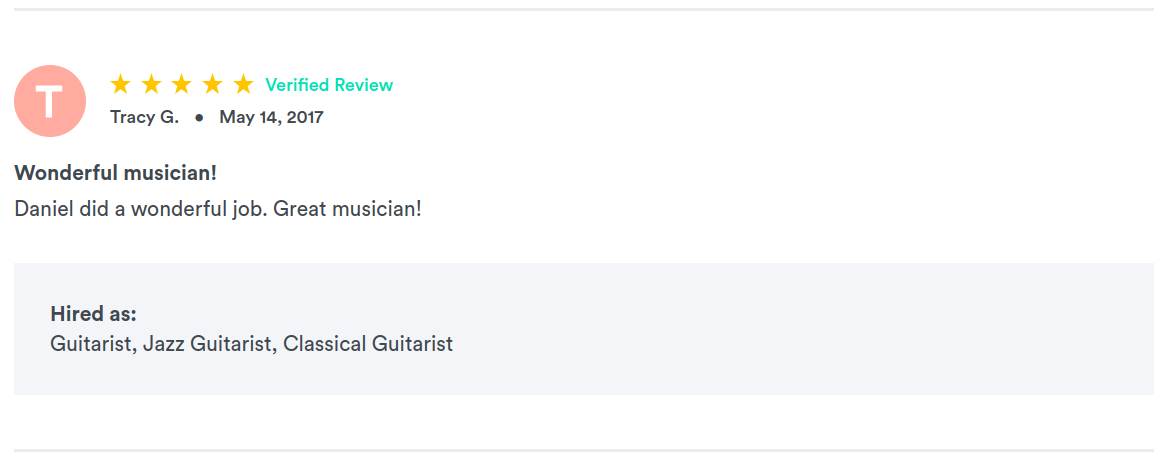 T
Verified Review
Tracy G. • May 14, 2017
Wonderful musician!
Daniel did a wonderful job. Great musician!
Hired as:
Guitarist, Jazz Guitarist, Classical Guitarist